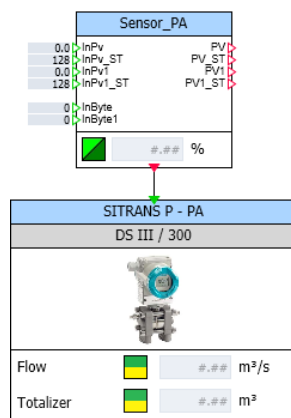 Sensor_PA
0.0 InPv PV
128 InPv_ST PV_ST
0.0 InPv1 PV1
128 InPv1_ST PV1_ST
0 InByte
0 InByte1
#.## %
SITRANS P - PA
DS III / 300
Flow #.## m³/s
Totalizer #.## m³